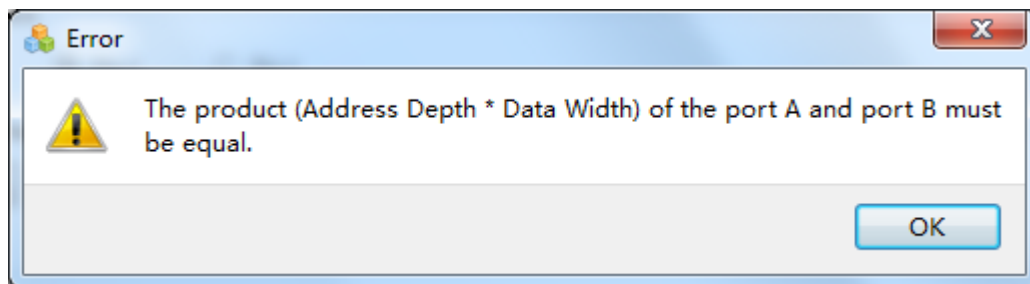 Error
The product (Address Depth * Data Width) of the port A and port B must
be equal.
OK